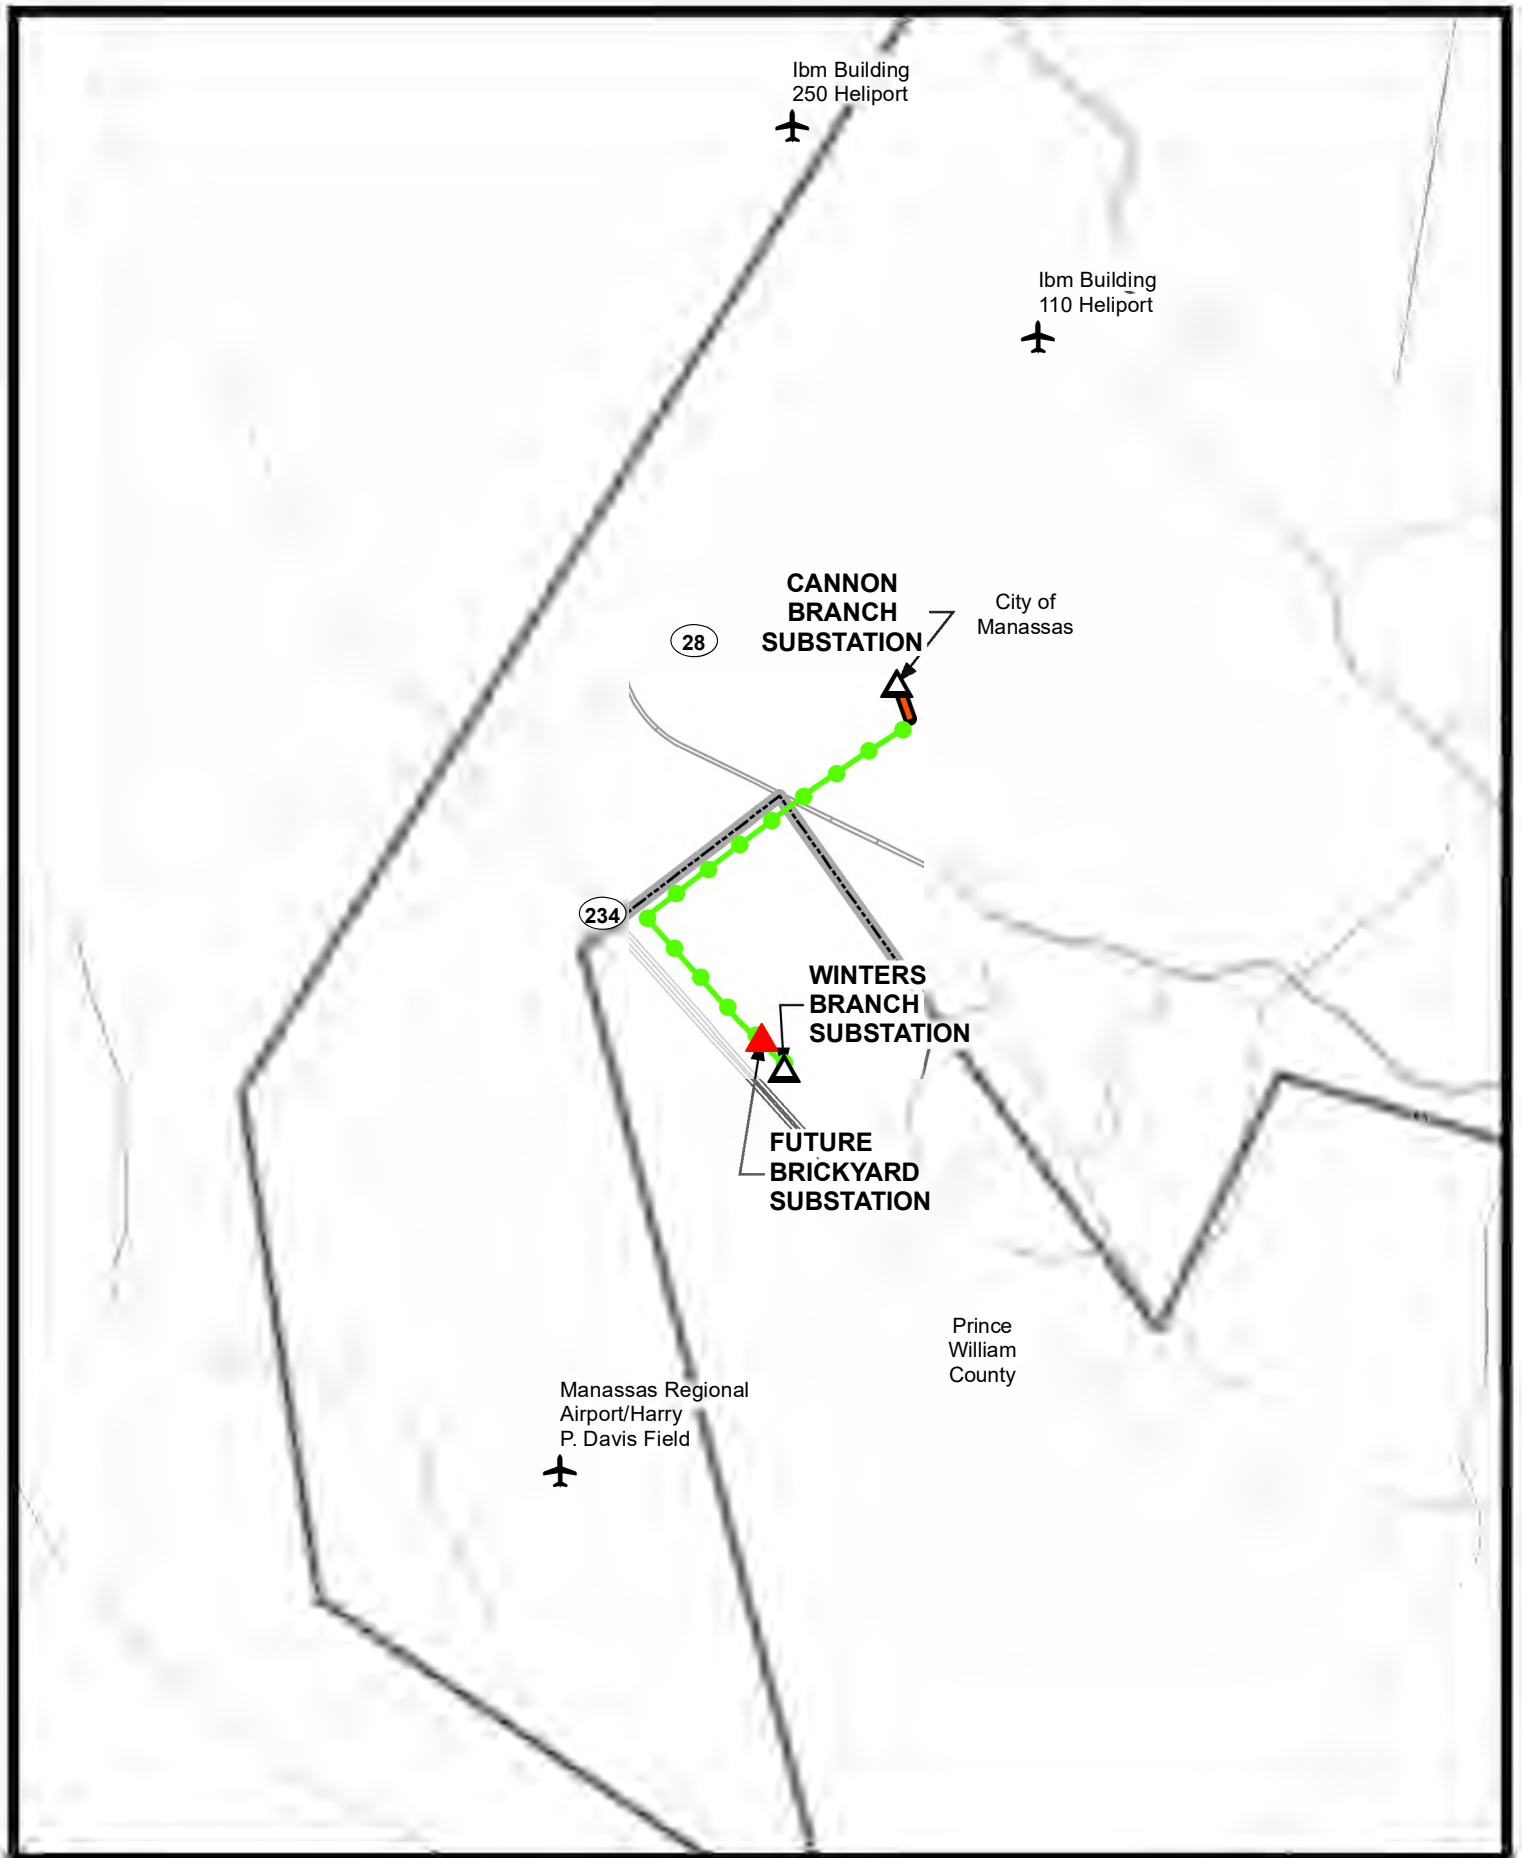 Ibm Building
250 Heliport
Ibm Building
110 Heliport
CANNON
BRANCH
SUBSTATION
City of
Manassas
28
234
WINTERS
BRANCH
SUBSTATION
FUTURE
BRICKYARD
SUBSTATION
Prince
William
County
Manassas Regional
Airport/Harry
P. Davis Field